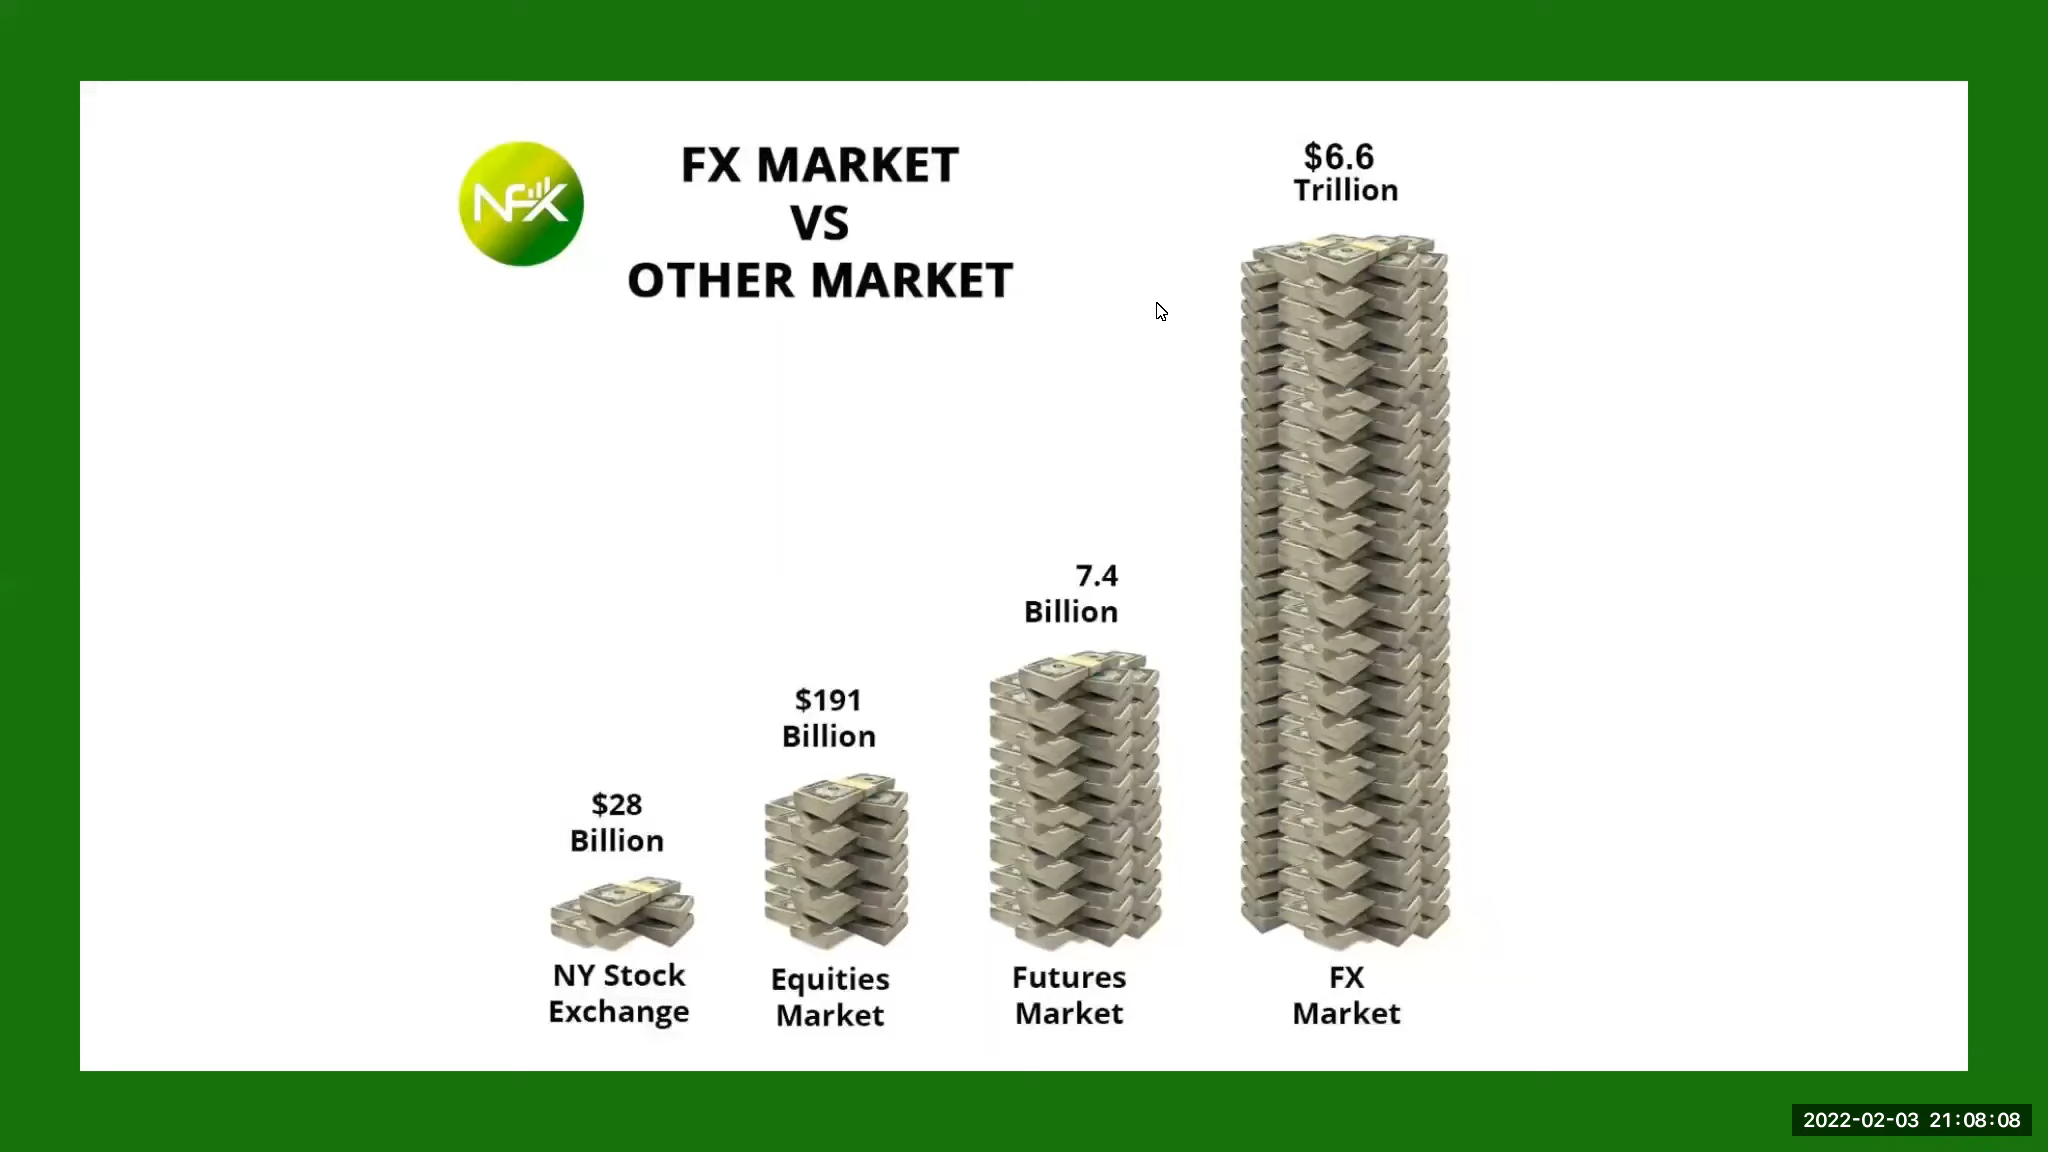 NFX
FX MARKET
VS
OTHER MARKET
$6.6
Trillion
7.4
Billion
$191
Billion
$28
Billion
NY Stock
Exchange
Equities
Market
Futures
Market
FX
Market
2022-02-03 21:08:08